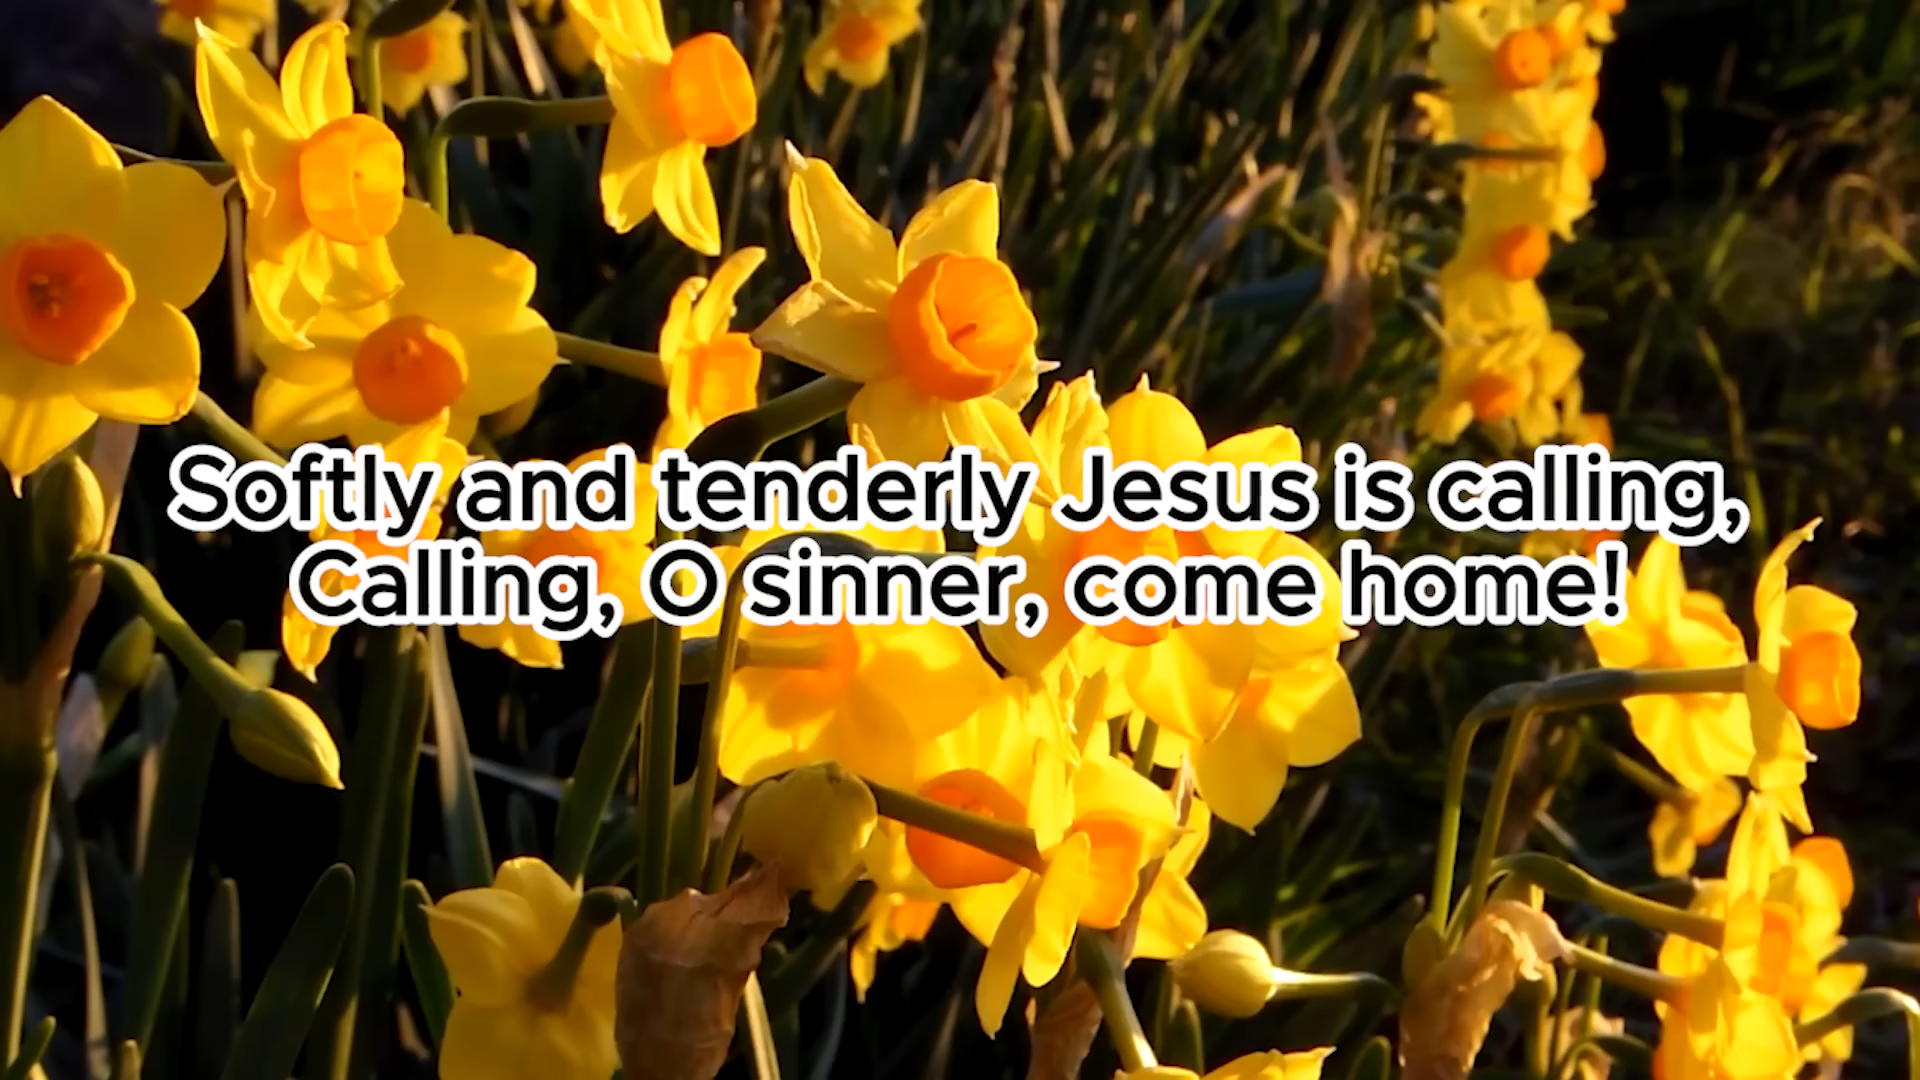 Softly and tenderly Jesus is calling,
Calling, O sinner, come home!